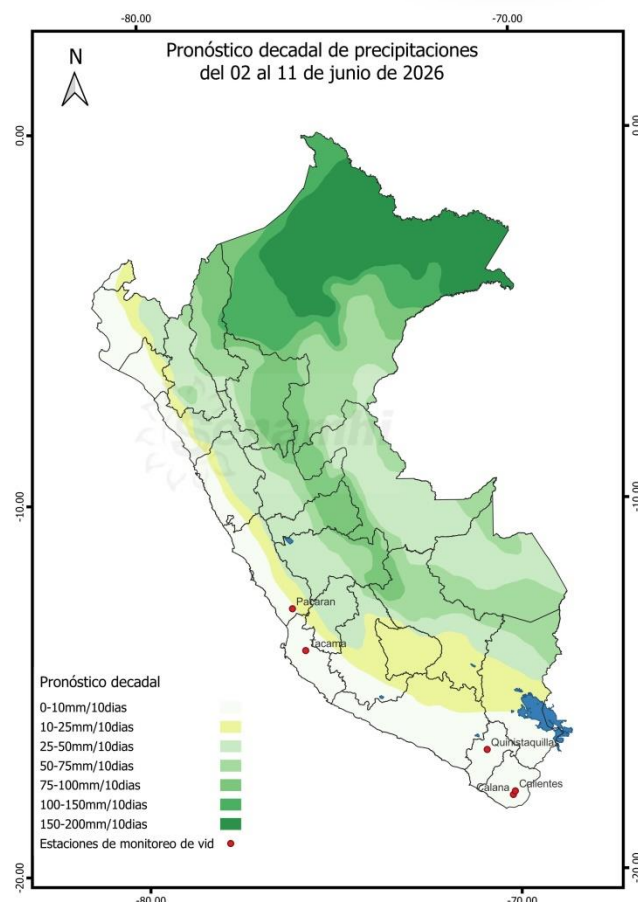 -80.00
-70.00
Pronóstico decadal de precipitaciones
del 02 al 11 de junio de 2026
N
0.00
0.00
senamhi
-10.00
-10.00
Pacaran
Tacama
Pronóstico decadal
0-10mm/10dias
10-25mm/10dias
25-50mm/10dias
50-75mm/10dias
75-100mm/10dias
100-150mm/10dias
150-200mm/10dias
Estaciones de monitoreo de vid
Quinistaquillas
Calientes
Calana
-20.00
-20.00
-80.00
-70.00